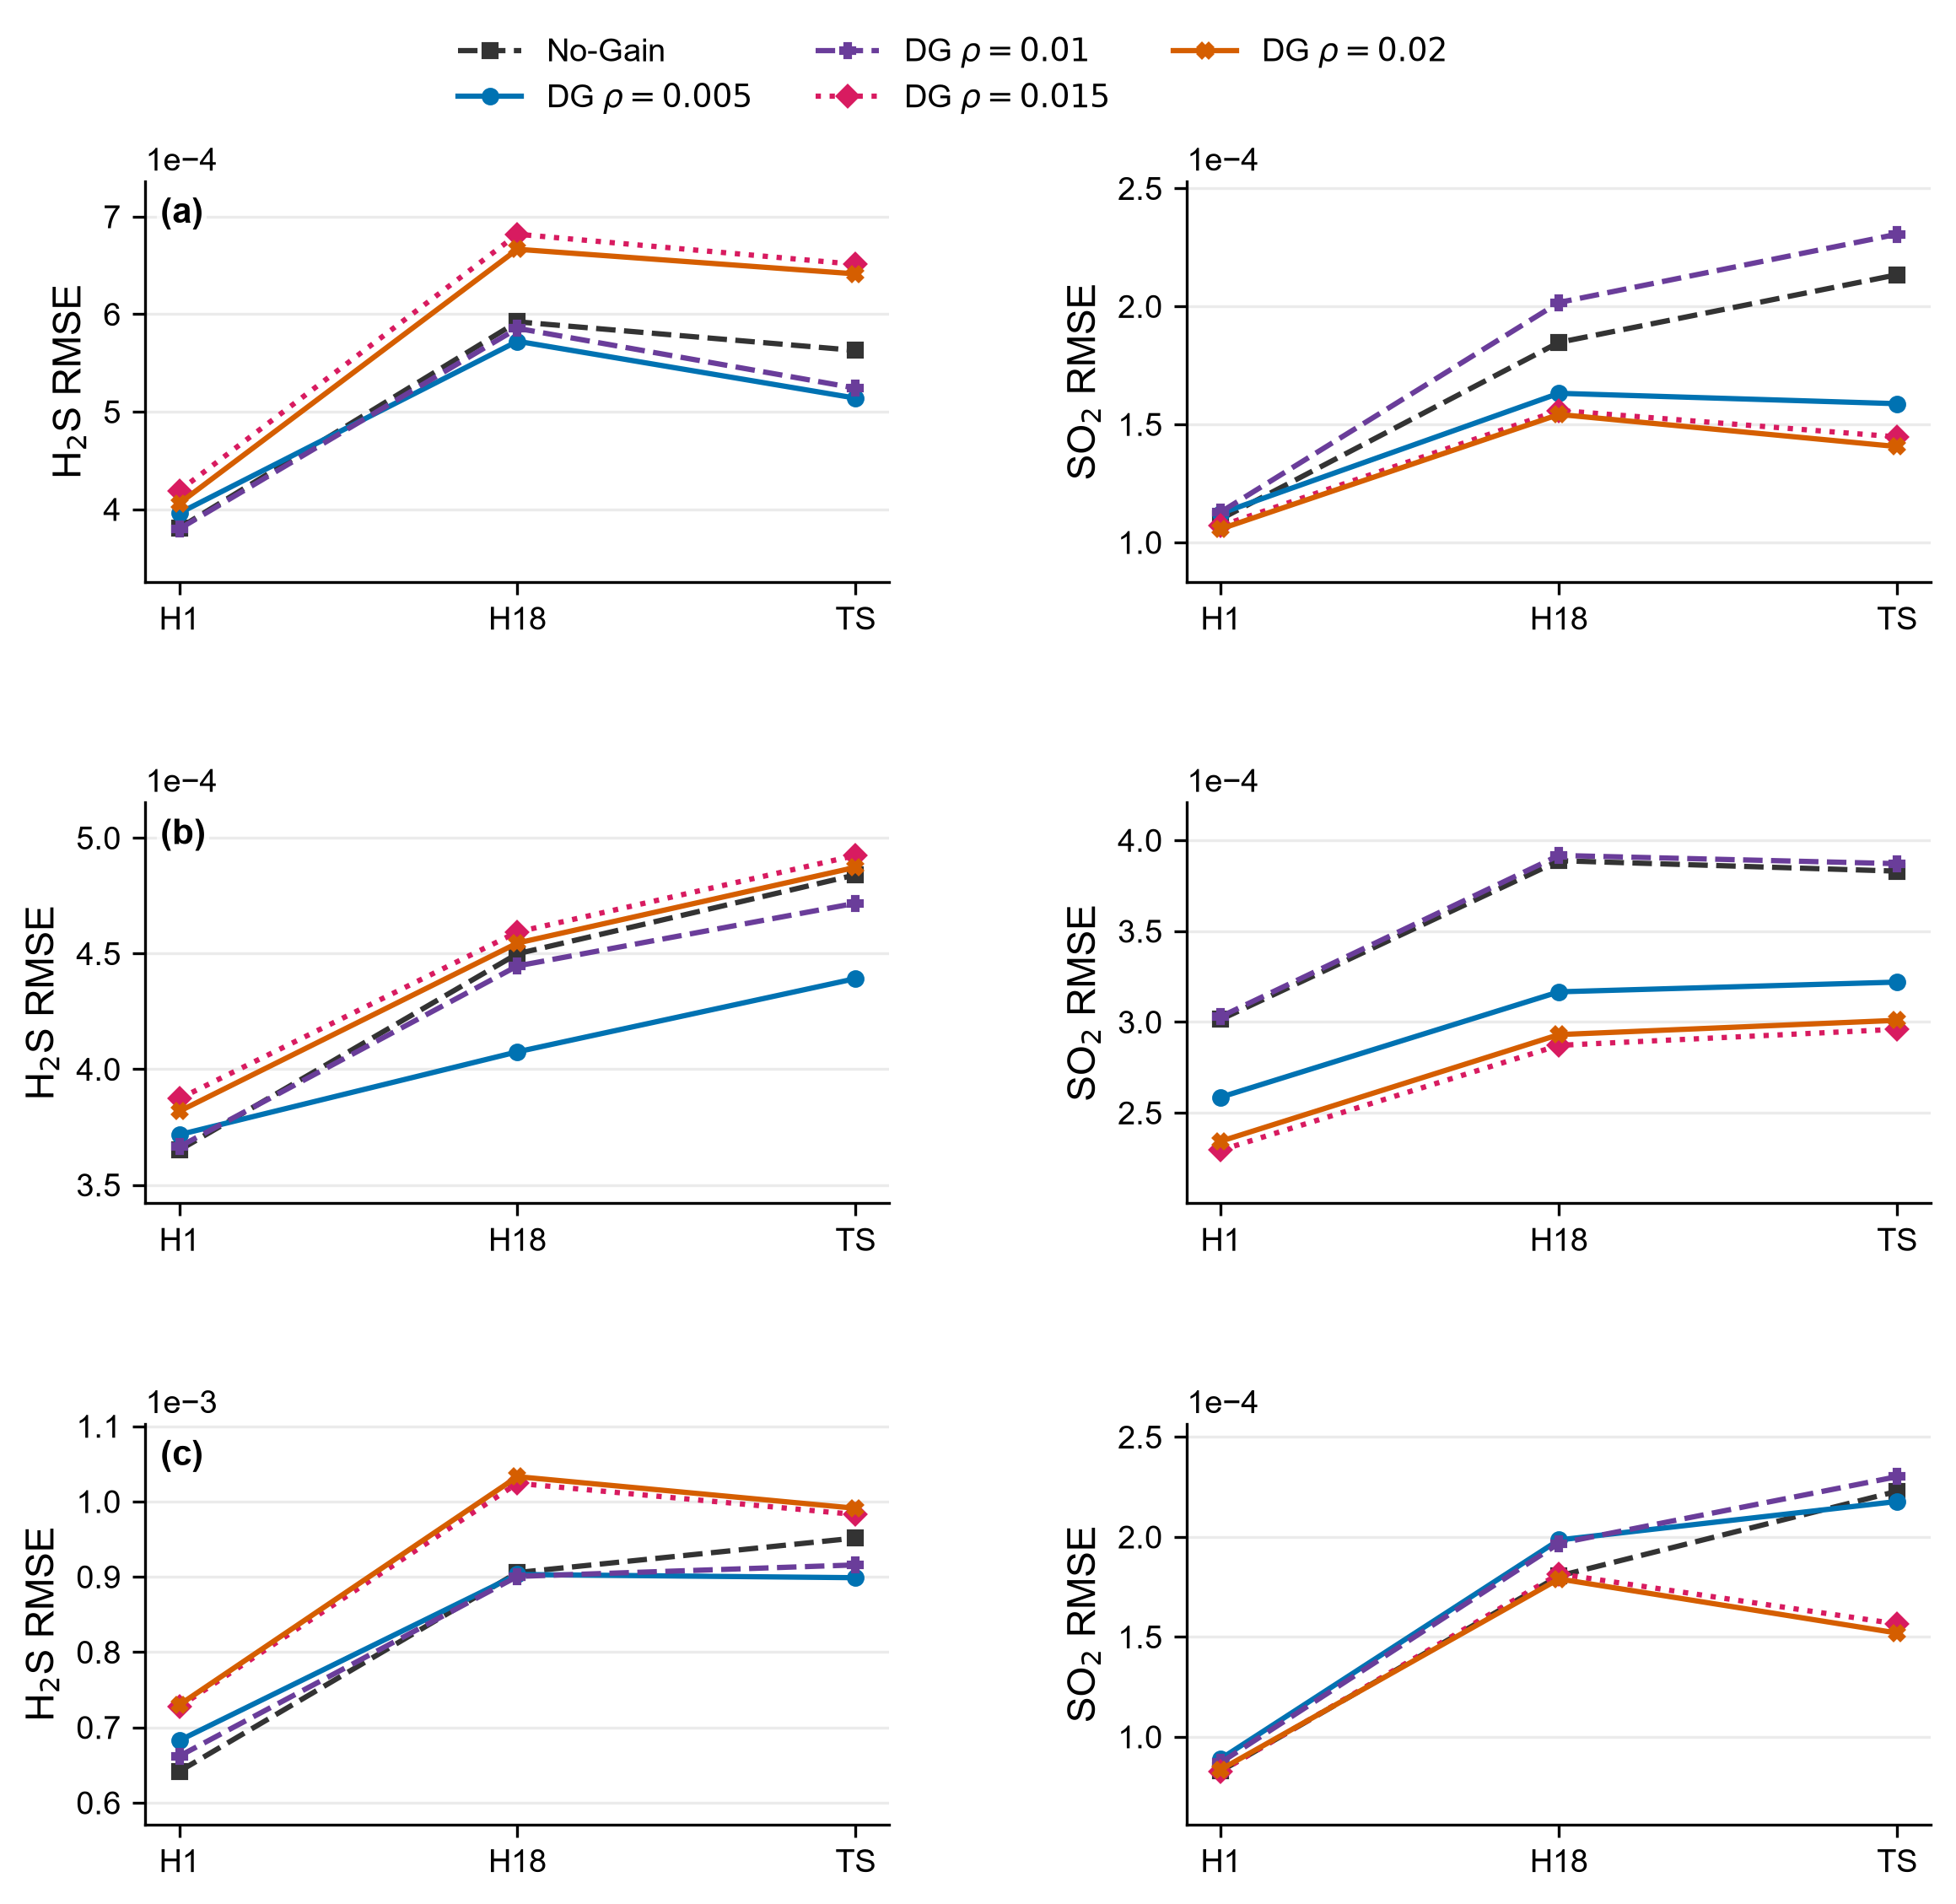 No-Gain
DG ρ = 0.005
DG ρ = 0.01
DG ρ = 0.015
DG ρ = 0.02
1e−4
(a)
H₂S RMSE
7
6
5
4
H1 H18 TS
1e−4
SO₂ RMSE
2.5
2.0
1.5
1.0
H1 H18 TS
1e−4
(b)
H₂S RMSE
5.0
4.5
4.0
3.5
H1 H18 TS
1e−4
SO₂ RMSE
4.0
3.5
3.0
2.5
H1 H18 TS
1e−3
(c)
H₂S RMSE
1.1
1.0
0.9
0.8
0.7
0.6
H1 H18 TS
1e−4
SO₂ RMSE
2.5
2.0
1.5
1.0
H1 H18 TS